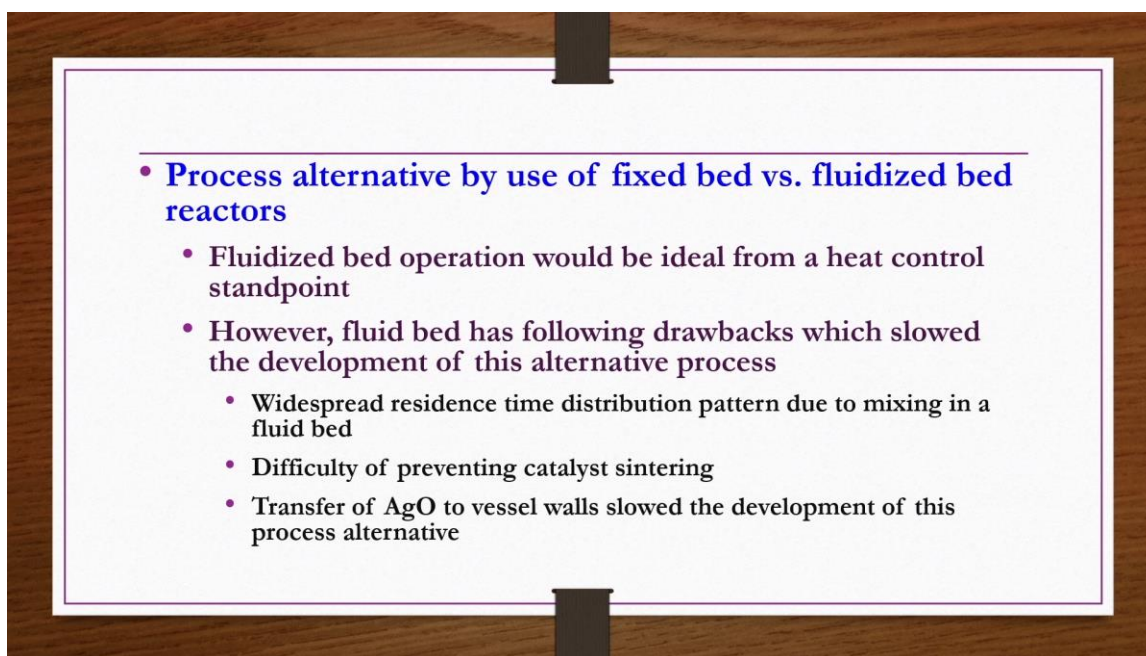 • Process alternative by use of fixed bed vs. fluidized bed
reactors
• Fluidized bed operation would be ideal from a heat control
standpoint
• However, fluid bed has following drawbacks which slowed
the development of this alternative process
• Widespread residence time distribution pattern due to mixing in a
fluid bed
• Difficulty of preventing catalyst sintering
• Transfer of AgO to vessel walls slowed the development of this
process alternative